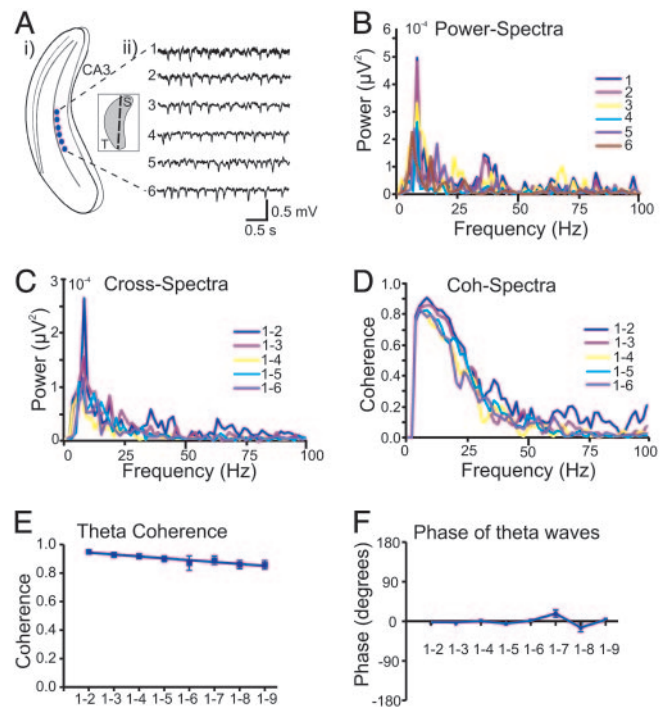 A
i)
ii)
CA3
S
T
1
2
3
4
5
6
0.5 mV
0.5 s
B
10⁻⁴ Power-Spectra
Power (µV²)
6
5
4
3
2
1
0
1
2
3
4
5
6
0 25 50 75 100
Frequency (Hz)
C
10⁻⁴ Cross-Spectra
Power (µV²)
3
2
1
0
1-2
1-3
1-4
1-5
1-6
0 25 50 75 100
Frequency (Hz)
D
Coh-Spectra
Coherence
1.0
0.8
0.6
0.4
0.2
0.0
1-2
1-3
1-4
1-5
1-6
0 25 50 75 100
Frequency (Hz)
E
Theta Coherence
Coherence
1.0
0.8
0.6
0.4
0.2
0.0
1-2 1-3 1-4 1-5 1-6 1-7 1-8 1-9
F
Phase of theta waves
Phase (degrees)
180
90
0
-90
-180
1-2 1-3 1-4 1-5 1-6 1-7 1-8 1-9